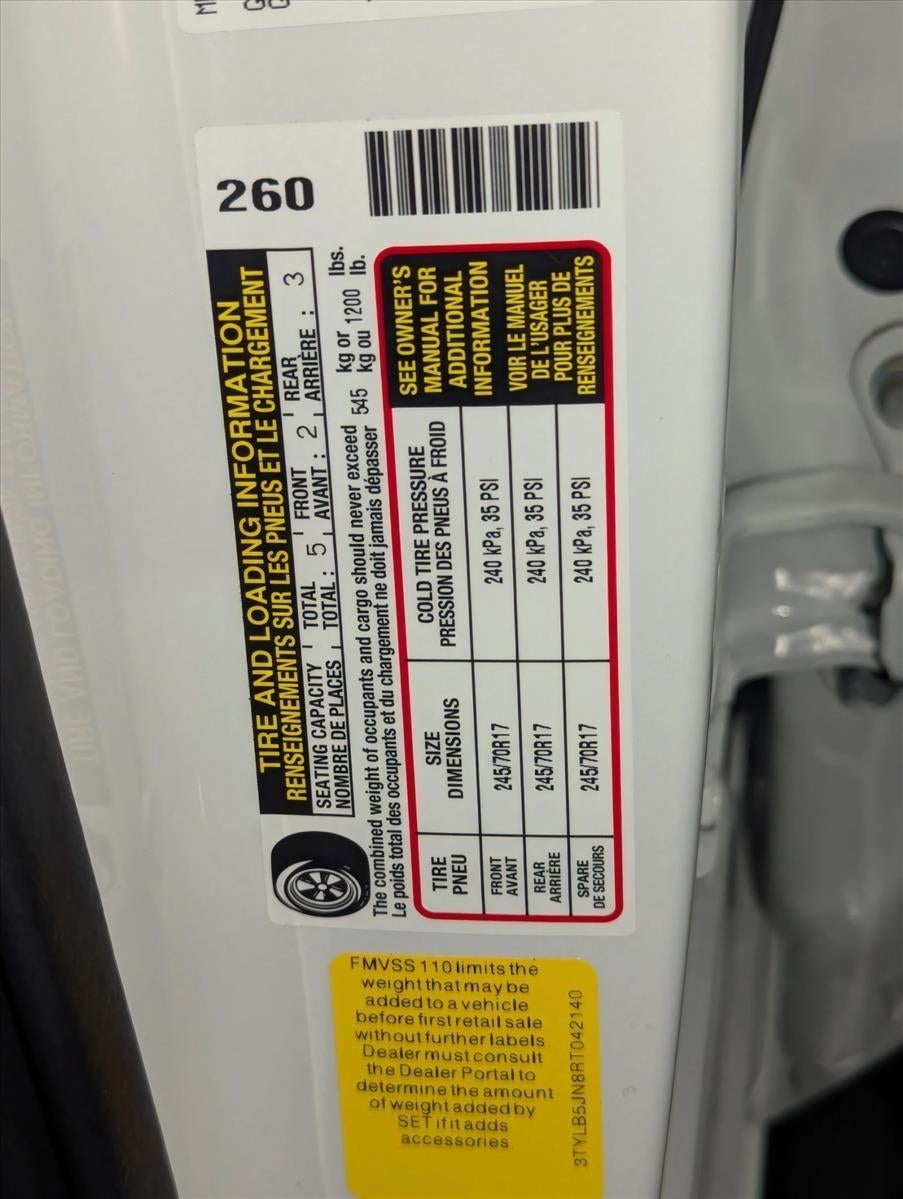 260
TIRE AND LOADING INFORMATION
RENSEIGNEMENTS SUR LES PNEUS ET LE CHARGEMENT
SEATING CAPACITY TOTAL FRONT REAR
NOMBRE DE PLACES TOTAL : 5 AVANT : 2 ARRIÈRE : 3
The combined weight of occupants and cargo should never exceed 545 kg or 1200 lbs.
Le poids total des occupants et du chargement ne doit jamais dépasser kg ou lb.
TIRE
PNEU
SIZE
DIMENSIONS
COLD TIRE PRESSURE
PRESSION DES PNEUS À FROID
SEE OWNER'S
MANUAL FOR
ADDITIONAL
INFORMATION
VOIR LE MANUEL
DE L'USAGER
POUR PLUS DE
RENSEIGNEMENTS
FRONT
AVANT
245/70R17
240 kPa, 35 PSI
REAR
ARRIÈRE
245/70R17
240 kPa, 35 PSI
SPARE
DE SECOURS
245/70R17
240 kPa, 35 PSI
FMVSS 110 limits the
weight that may be
added to a vehicle
before first retail sale
without further labels.
Dealer must consult
the Dealer Portal to
determine the amount
of weight added by
SET if it adds
accessories.
3TYLB5JN8RT042140